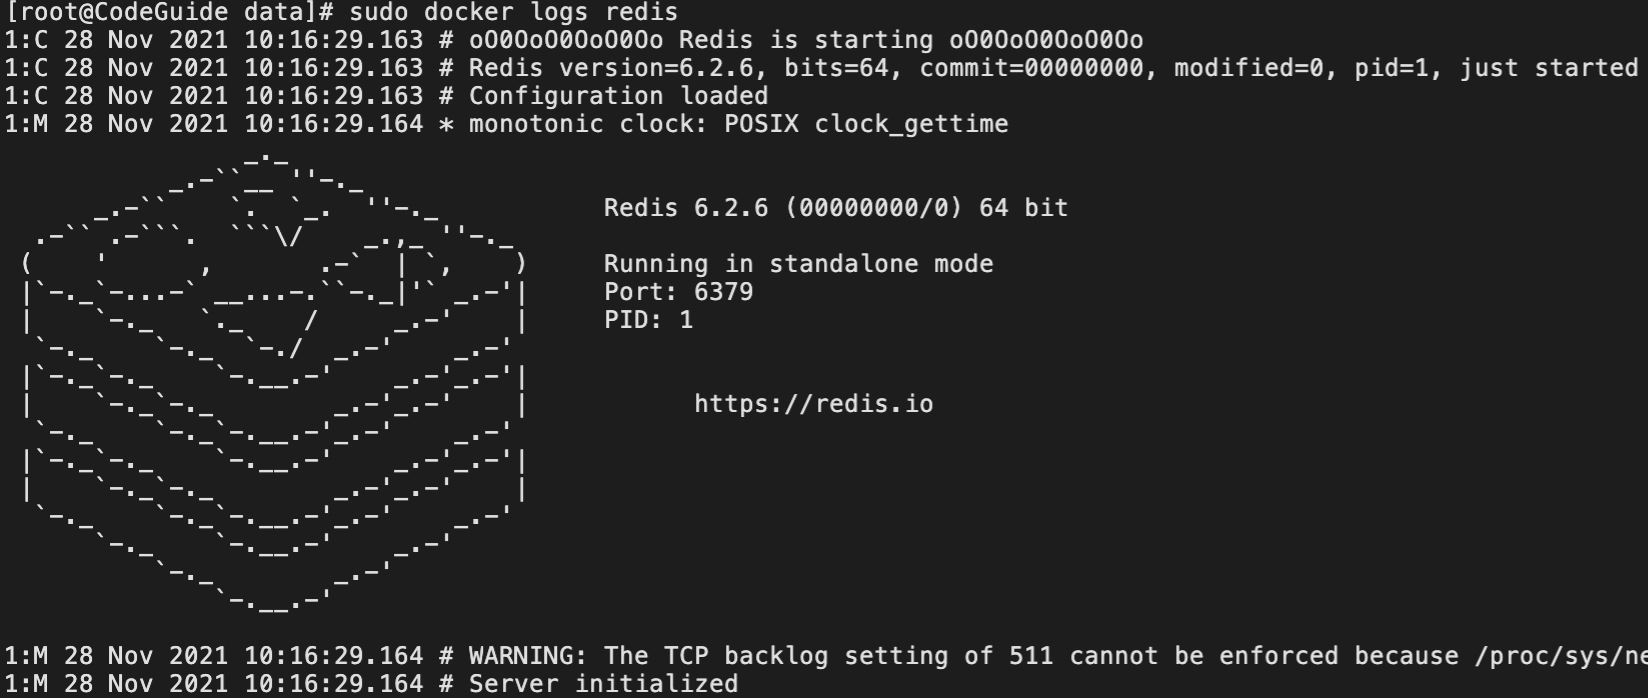 [root@CodeGuide data]# sudo docker logs redis
1:C 28 Nov 2021 10:16:29.163 # oO0OoO0OoO0Oo Redis is starting oO0OoO0OoO0Oo
1:C 28 Nov 2021 10:16:29.163 # Redis version=6.2.6, bits=64, commit=00000000, modified=0, pid=1, just started
1:C 28 Nov 2021 10:16:29.163 # Configuration loaded
1:M 28 Nov 2021 10:16:29.164 * monotonic clock: POSIX clock_gettime
Redis 6.2.6 (00000000/0) 64 bit
Running in standalone mode
Port: 6379
PID: 1
https://redis.io
1:M 28 Nov 2021 10:16:29.164 # WARNING: The TCP backlog setting of 511 cannot be enforced because /proc/sys/ne
1:M 28 Nov 2021 10:16:29.164 # Server initialized